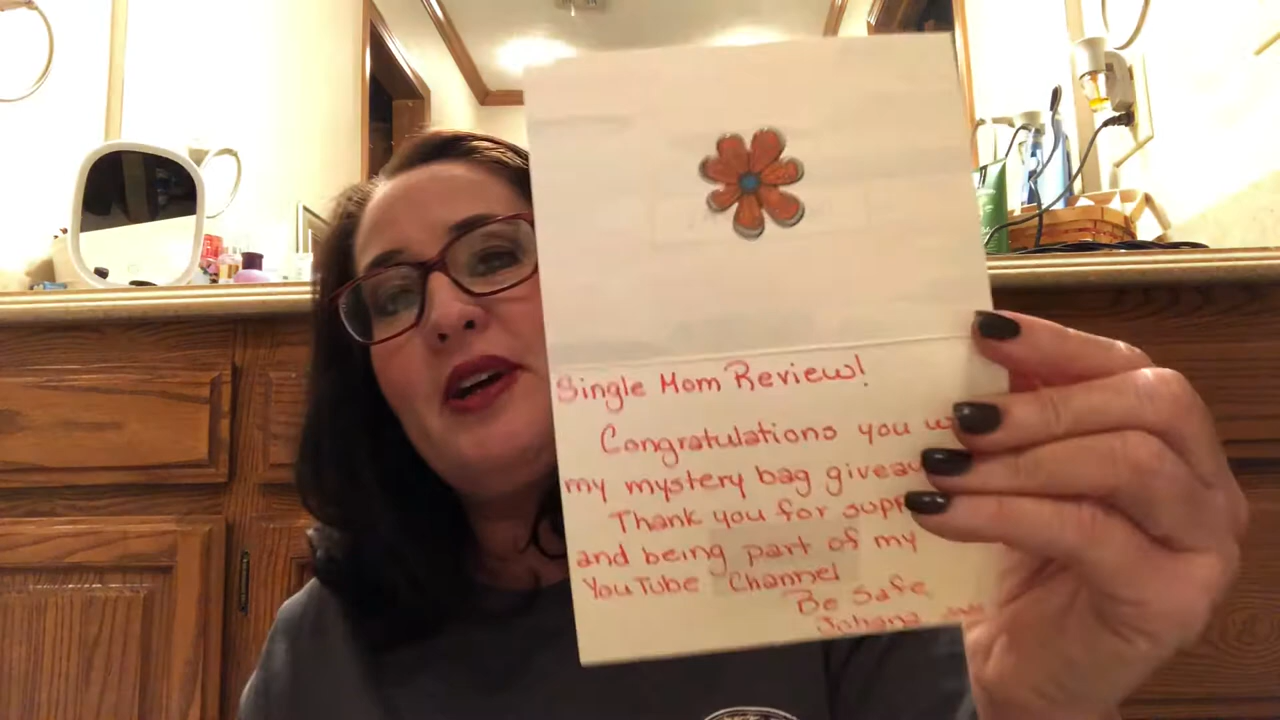 Single Mom Review!
Congratulations you
my mystery bag
Thank you for
and being part of my
YouTube Channel
Be Safe